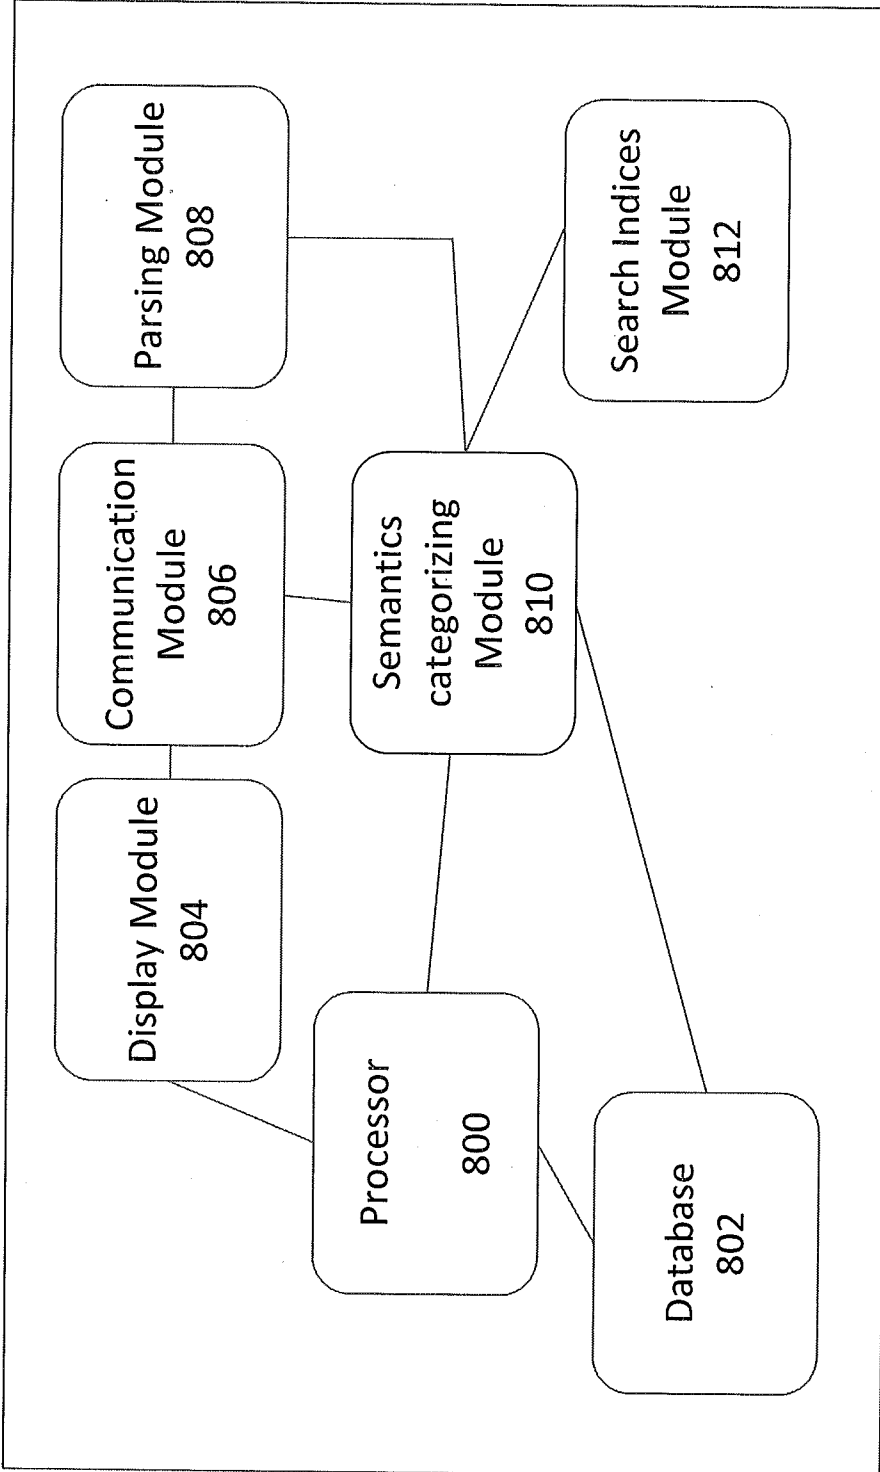 Display Module
804
Communication
Module
806
Parsing Module
808
Processor
800
Semantics
categorizing
Module
810
Database
802
Search Indices
Module
812